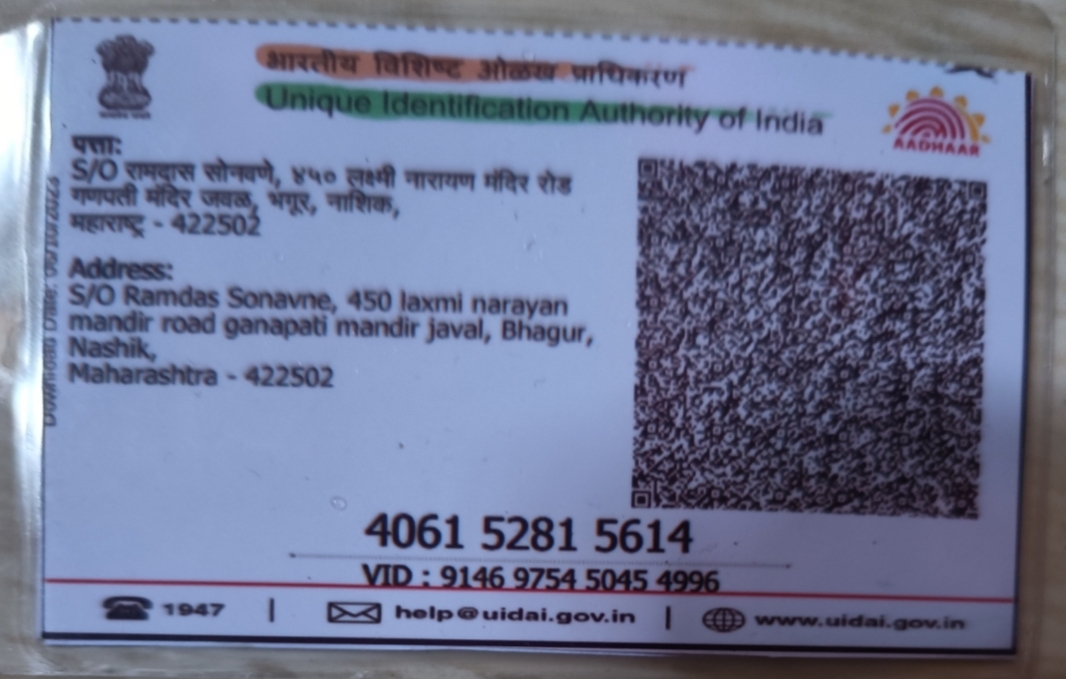 भारतीय विशिष्ट ओळख प्राधिकरण
Unique Identification Authority of India
AADHAAR
पत्ता:
S/O रामदास सोनवणे, ४५० लक्ष्मी नारायण मंदिर रोड
गणपती मंदिर जवळ, भगूर, नाशिक,
महाराष्ट्र - 422502
Address:
S/O Ramdas Sonavne, 450 laxmi narayan
mandir road ganapati mandir javal, Bhagur,
Nashik,
Maharashtra - 422502
Download Date:
4061 5281 5614
VID : 9146 9754 5045 4996
1947 | help@uidai.gov.in | www.uidai.gov.in